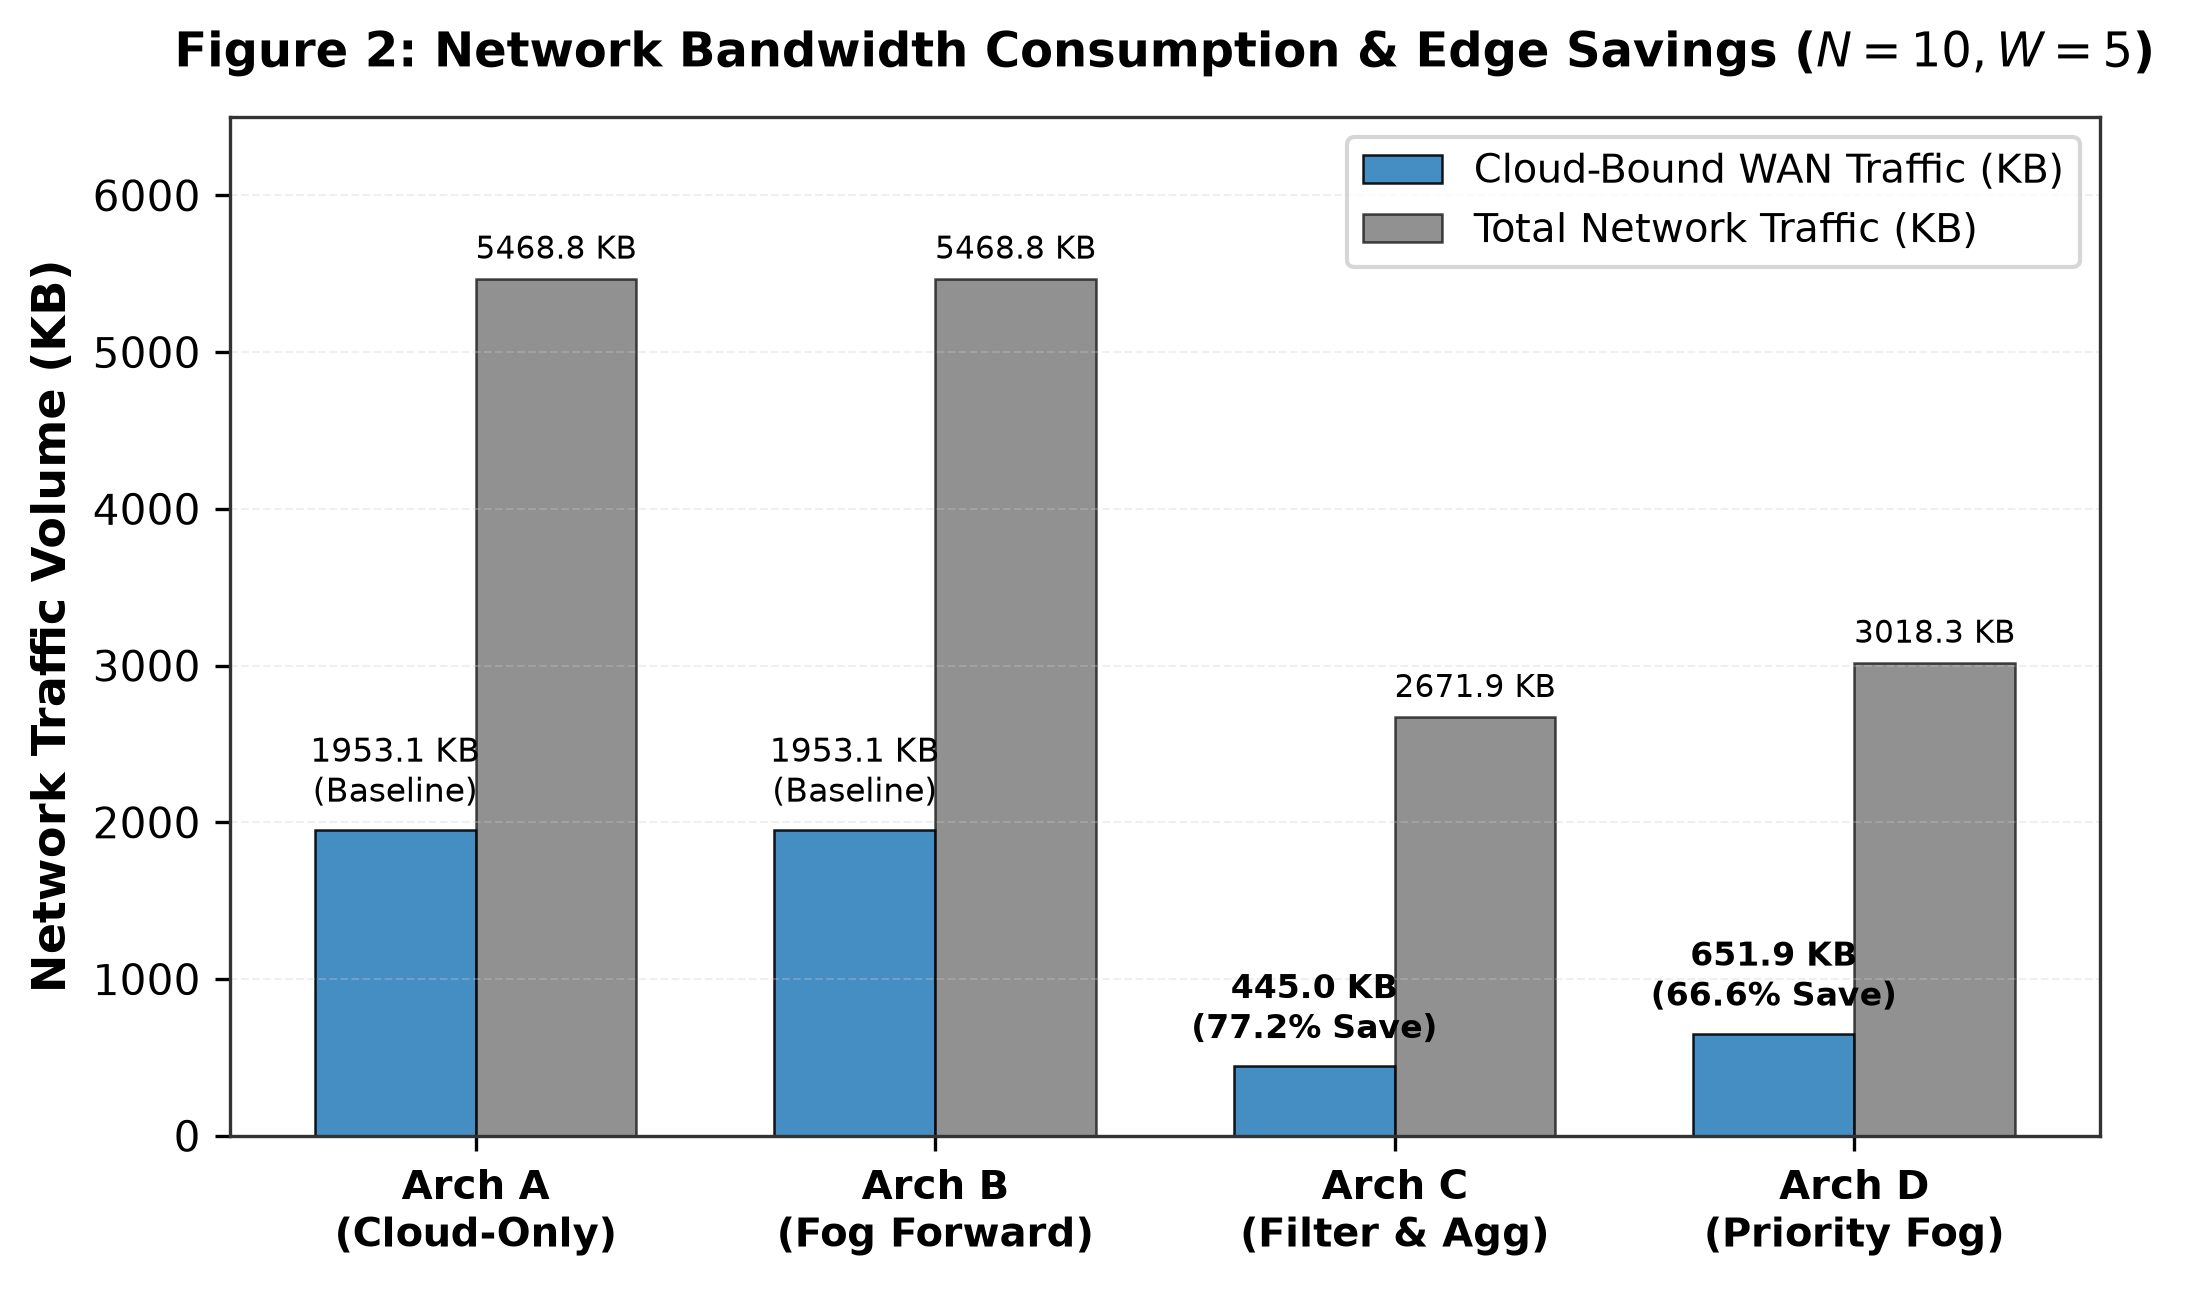 Figure 2: Network Bandwidth Consumption & Edge Savings (N = 10, W = 5)
Cloud-Bound WAN Traffic (KB)
Total Network Traffic (KB)
Network Traffic Volume (KB)
6000
5000
4000
3000
2000
1000
0
5468.8 KB
5468.8 KB
3018.3 KB
2671.9 KB
1953.1 KB
(Baseline)
1953.1 KB
(Baseline)
445.0 KB
(77.2% Save)
651.9 KB
(66.6% Save)
Arch A
(Cloud-Only)
Arch B
(Fog Forward)
Arch C
(Filter & Agg)
Arch D
(Priority Fog)